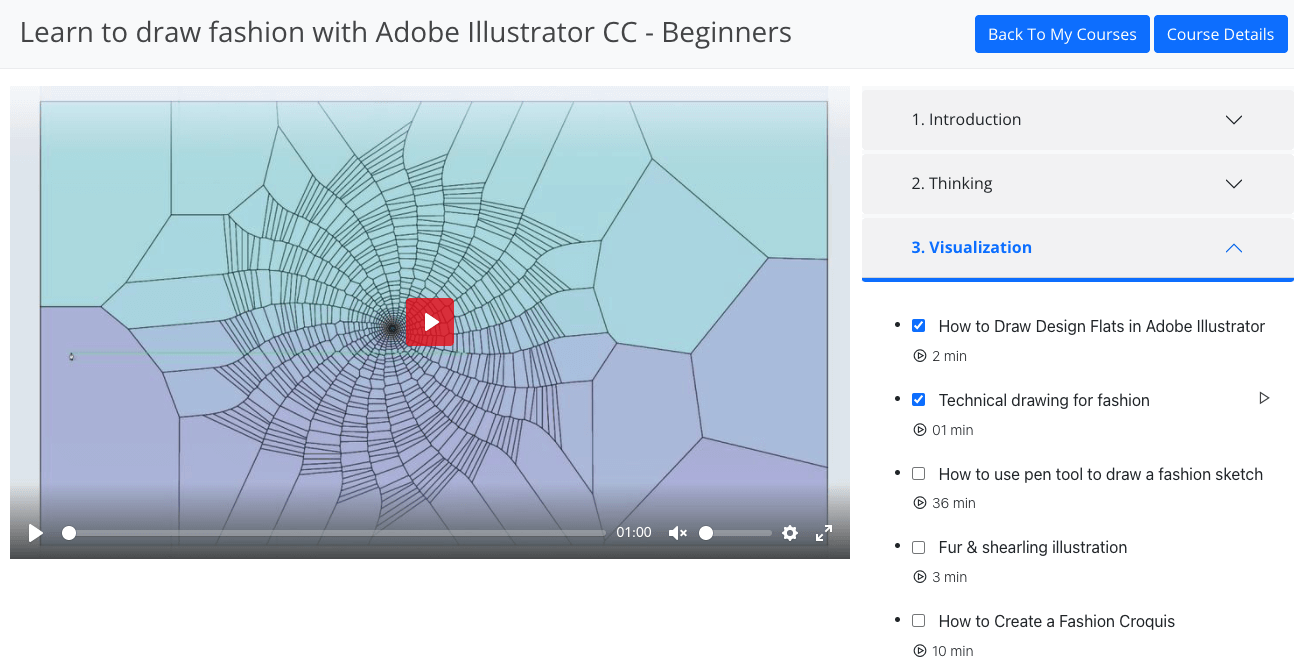 Learn to draw fashion with Adobe Illustrator CC - Beginners
Back To My Courses
Course Details
1. Introduction
2. Thinking
3. Visualization
How to Draw Design Flats in Adobe Illustrator
2 min
Technical drawing for fashion
01 min
How to use pen tool to draw a fashion sketch
36 min
Fur & shearling illustration
3 min
How to Create a Fashion Croquis
10 min
01:00